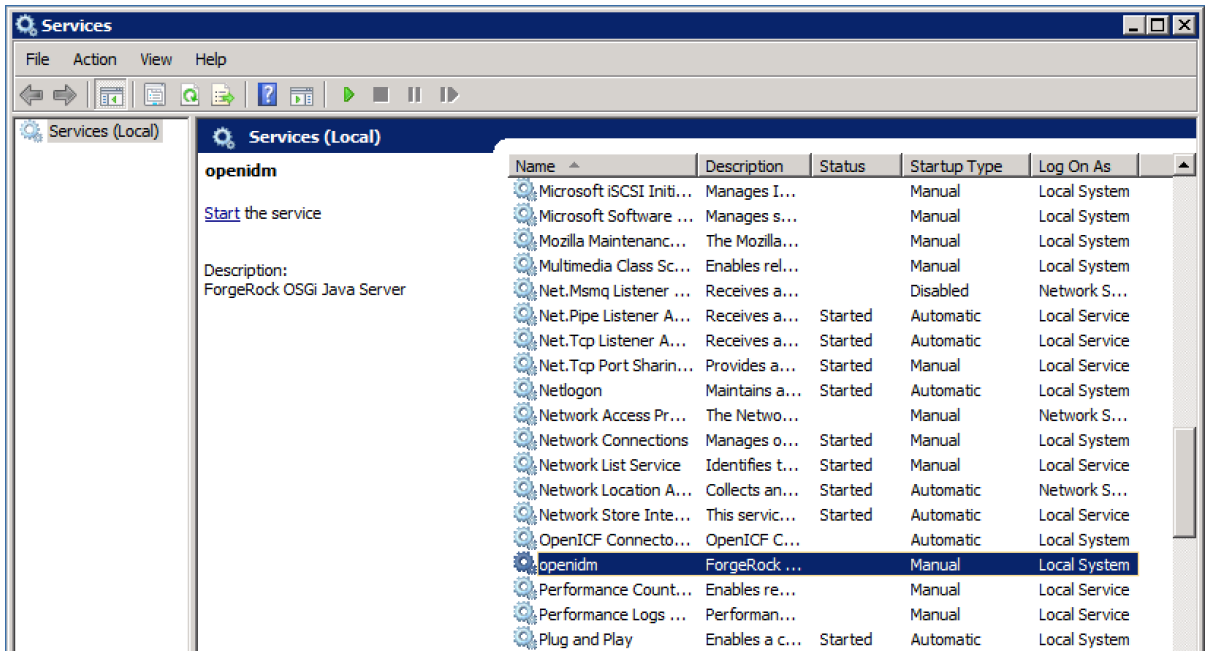 Services
File Action View Help
Services (Local)
Services (Local)
openidm
Start the service
Description:
ForgeRock OSGi Java Server
Name Description Status Startup Type Log On As
Microsoft iSCSI Initi... Manages I... Manual Local System
Microsoft Software ... Manages s... Manual Local System
Mozilla Maintenanc... The Mozilla... Manual Local System
Multimedia Class Sc... Enables rel... Manual Local System
Net.Msmq Listener ... Receives a... Disabled Network S...
Net.Pipe Listener A... Receives a... Started Automatic Local Service
Net.Tcp Listener A... Receives a... Started Automatic Local Service
Net.Tcp Port Sharin... Provides a... Started Manual Local Service
Netlogon Maintains a... Started Automatic Local System
Network Access Pr... The Netwo... Manual Network S...
Network Connections Manages o... Started Manual Local System
Network List Service Identifies t... Started Manual Local Service
Network Location A... Collects an... Started Automatic Network S...
Network Store Inte... This servic... Started Automatic Local Service
OpenICF Connecto... OpenICF C... Automatic Local System
openidm ForgeRock ... Manual Local System
Performance Count... Enables re... Manual Local Service
Performance Logs ... Performan... Manual Local Service
Plug and Play Enables a c... Started Automatic Local System